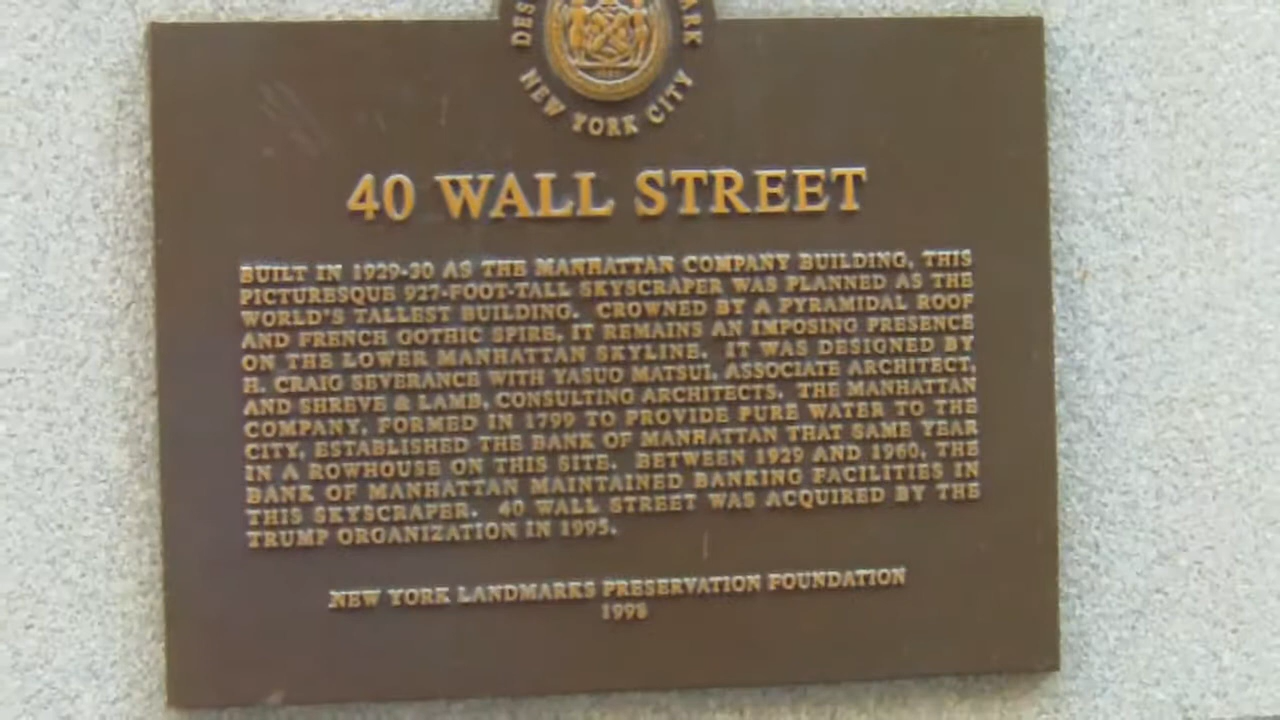 DES ARK
NEW YORK CITY
40 WALL STREET
BUILT IN 1929-30 AS THE MANHATTAN COMPANY BUILDING, THIS
PICTURESQUE 927-FOOT-TALL SKYSCRAPER WAS PLANNED AS THE
WORLD'S TALLEST BUILDING. CROWNED BY A PYRAMIDAL ROOF
AND FRENCH GOTHIC SPIRE, IT REMAINS AN IMPOSING PRESENCE
ON THE LOWER MANHATTAN SKYLINE. IT WAS DESIGNED BY
H. CRAIG SEVERANCE WITH YASUO MATSUI, ASSOCIATE ARCHITECT,
AND SHREVE & LAMB, CONSULTING ARCHITECTS. THE MANHATTAN
COMPANY, FORMED IN 1799 TO PROVIDE PURE WATER TO THE
CITY, ESTABLISHED THE BANK OF MANHATTAN THAT SAME YEAR
IN A ROWHOUSE ON THIS SITE. BETWEEN 1929 AND 1960, THE
BANK OF MANHATTAN MAINTAINED BANKING FACILITIES IN
THIS SKYSCRAPER. 40 WALL STREET WAS ACQUIRED BY THE
TRUMP ORGANIZATION IN 1995.
NEW YORK LANDMARKS PRESERVATION FOUNDATION
1998